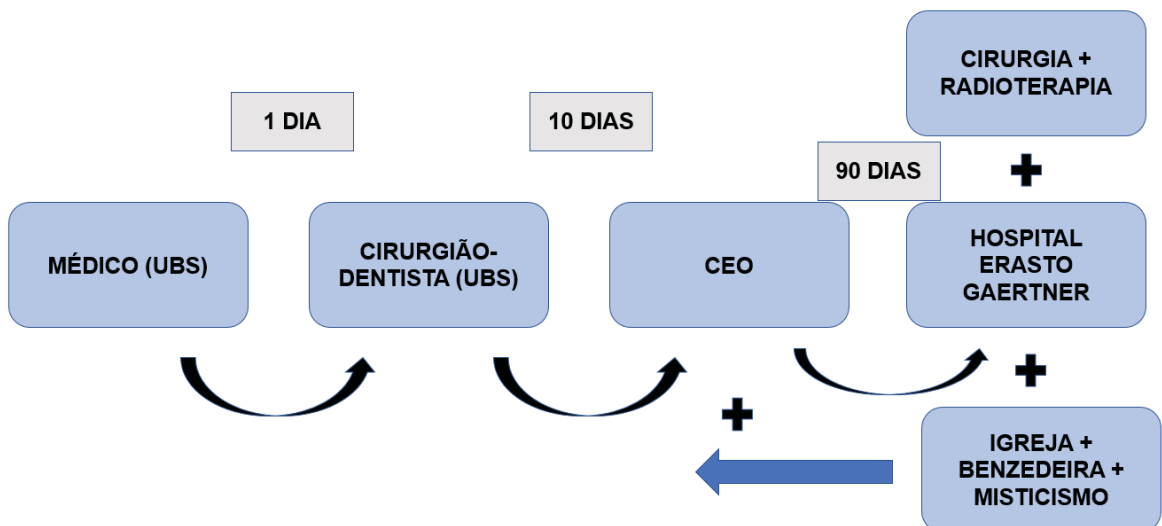 CIRURGIA +
RADIOTERAPIA
1 DIA
10 DIAS
90 DIAS
MÉDICO (UBS)
CIRURGIÃO-
DENTISTA (UBS)
CEO
HOSPITAL
ERASTO
GAERTNER
IGREJA +
BENZEDEIRA +
MISTICISMO